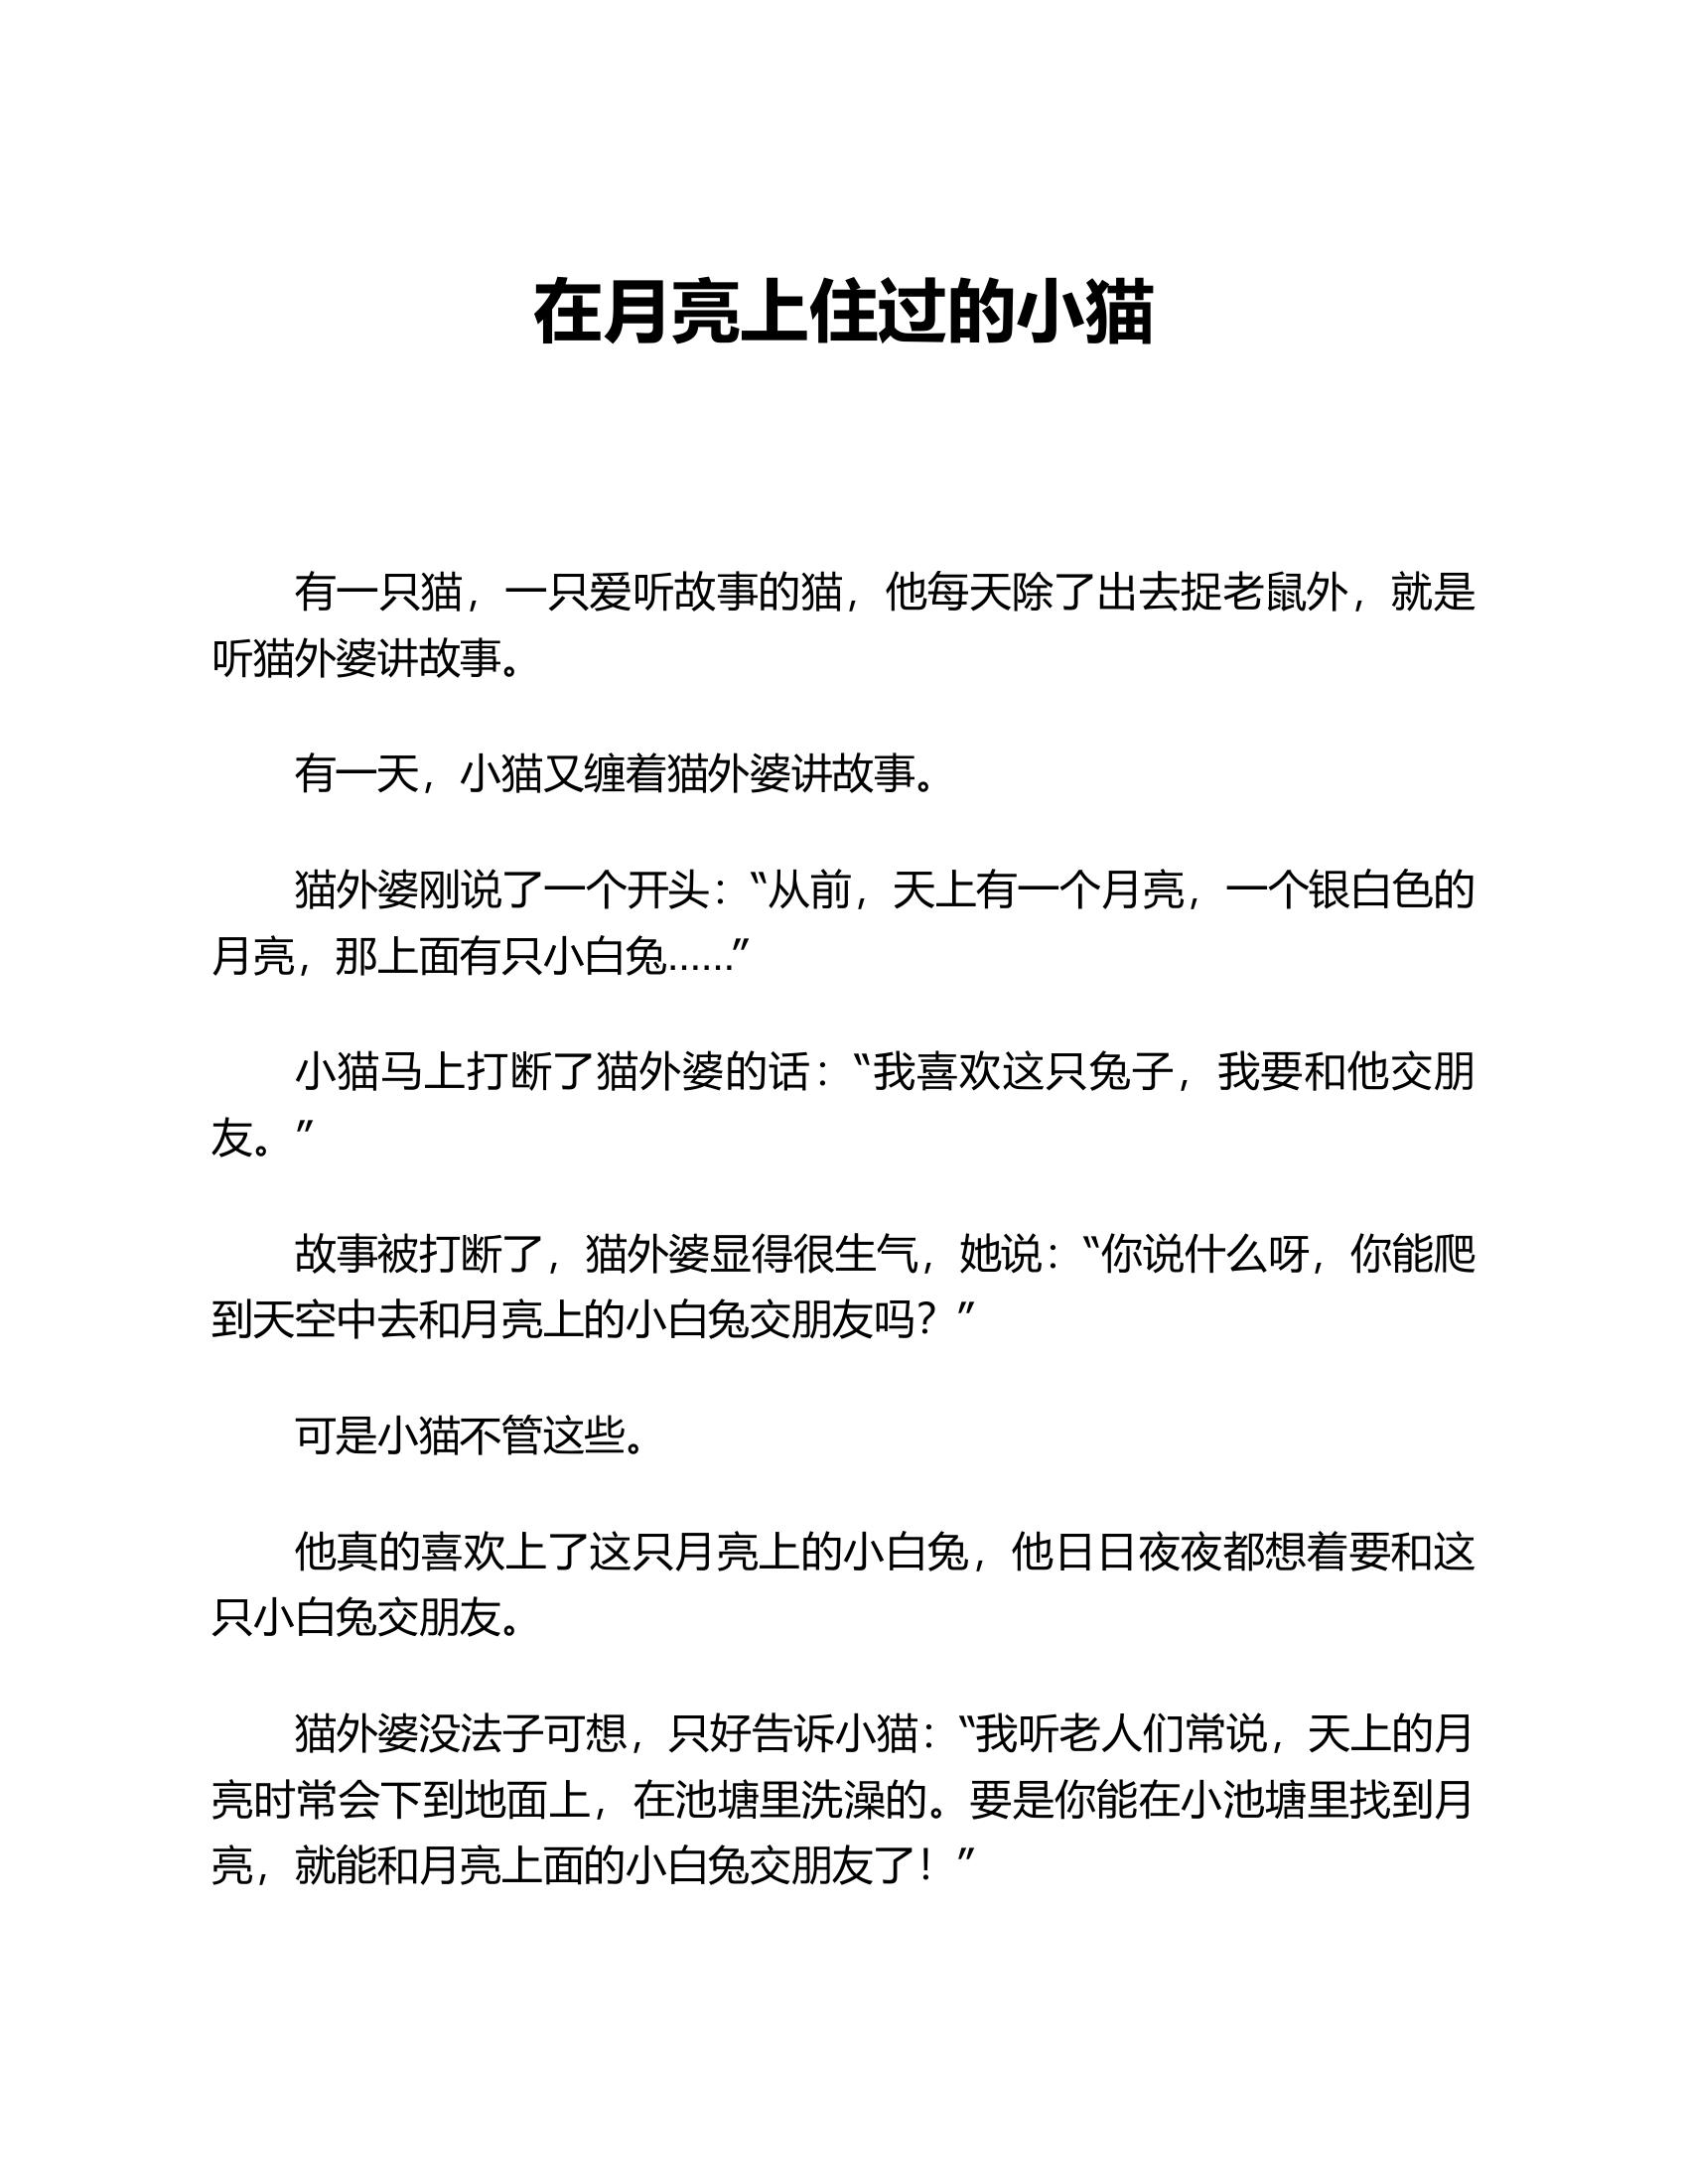 在月亮上住过的小猫
有一只猫，一只爱听故事的猫，他每天除了出去捉老鼠外，就是
听猫外婆讲故事。
有一天，小猫又缠着猫外婆讲故事。
猫外婆刚说了一个开头：“从前，天上有一个月亮，一个银白色的
月亮，那上面有只小白兔......”
小猫马上打断了猫外婆的话：“我喜欢这只兔子，我要和他交朋
友。”
故事被打断了，猫外婆显得很生气，她说：“你说什么呀，你能爬
到天空中去和月亮上的小白兔交朋友吗？”
可是小猫不管这些。
他真的喜欢上了这只月亮上的小白兔，他日日夜夜都想着要和这
只小白兔交朋友。
猫外婆没法子可想，只好告诉小猫：“我听老人们常说，天上的月
亮时常会下到地面上，在池塘里洗澡的。要是你能在小池塘里找到月
亮，就能和月亮上面的小白兔交朋友了！”